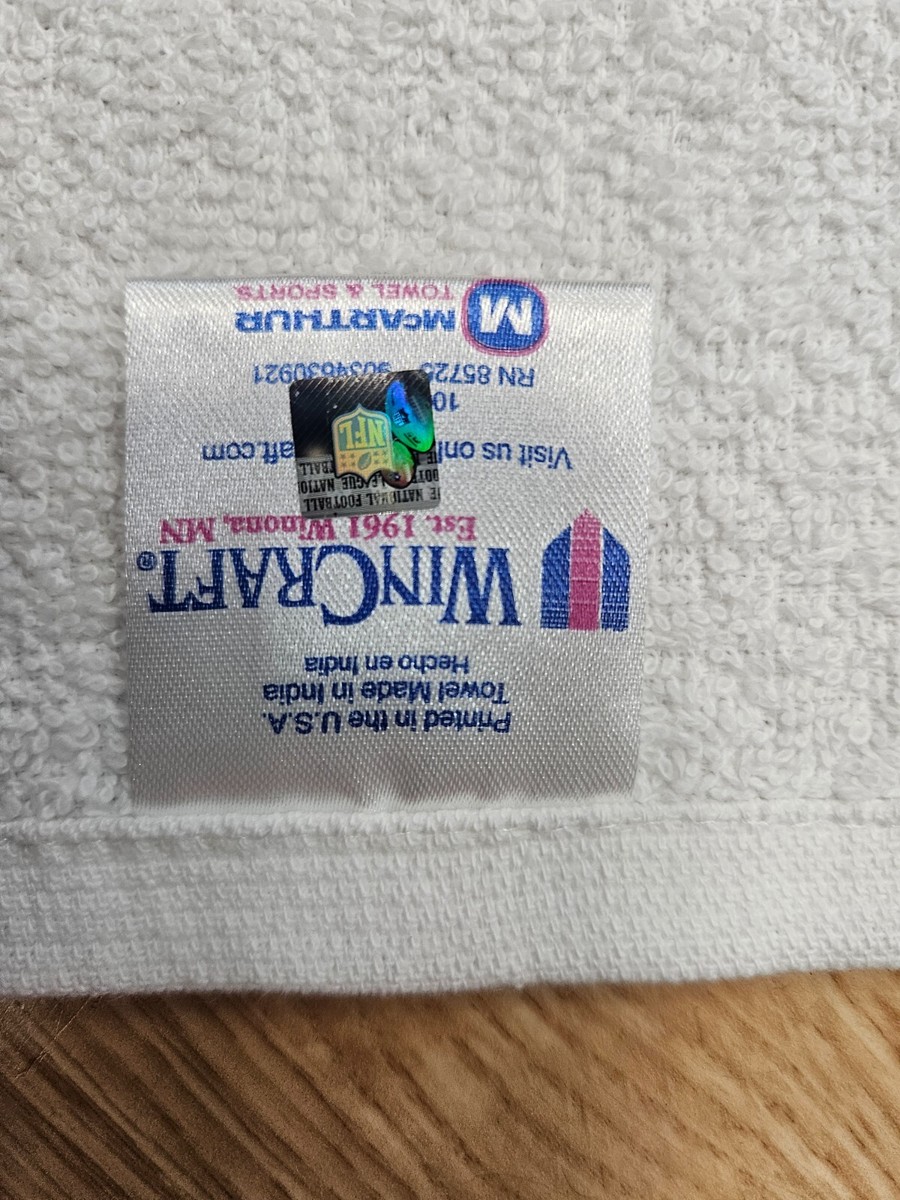 Printed in the U.S.A.
Towel Made in India
Hecho en India
WINCRAFT®
Est. 1961 Winona, MN
Visit us aft.com
10
RN 85725 9034630921
M McARTHUR
TOWEL & SPORTS
NFL
NATIONAL FOOTBALL
LEAGUE